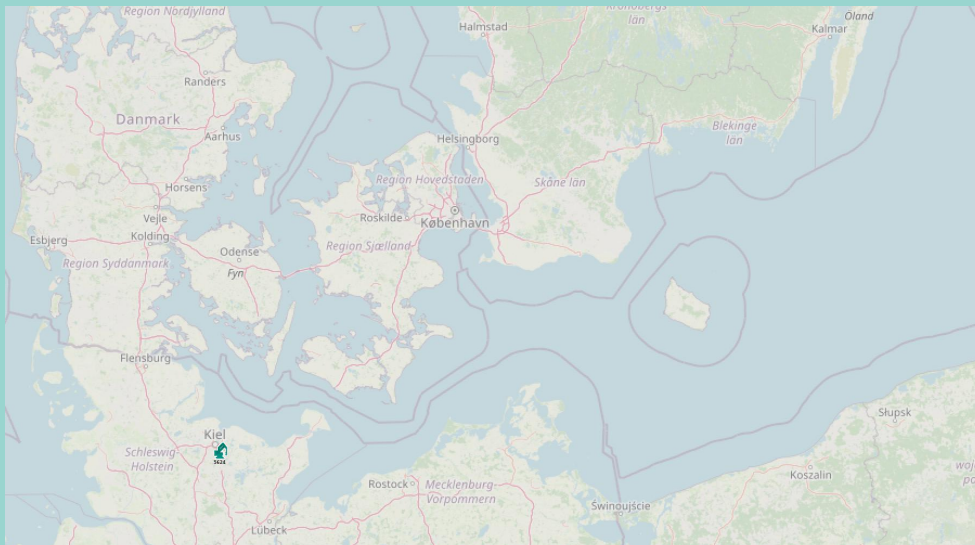 Region Nordjylland
Kronobergs
län
Öland
Halmstad
Kalmar
Randers
Danmark
Aarhus
Helsingborg
Blekinge
län
Region Hovedstaden
Skåne län
Horsens
Vejle
Roskilde
København
Esbjerg
Kolding
Odense
Region Sjælland
Region Syddanmark
Fyn
Flensburg
Słupsk
Kiel
Schleswig-
Holstein
5624
Koszalin
Rostock
Mecklenburg-
Vorpommern
Świnoujście
Lübeck